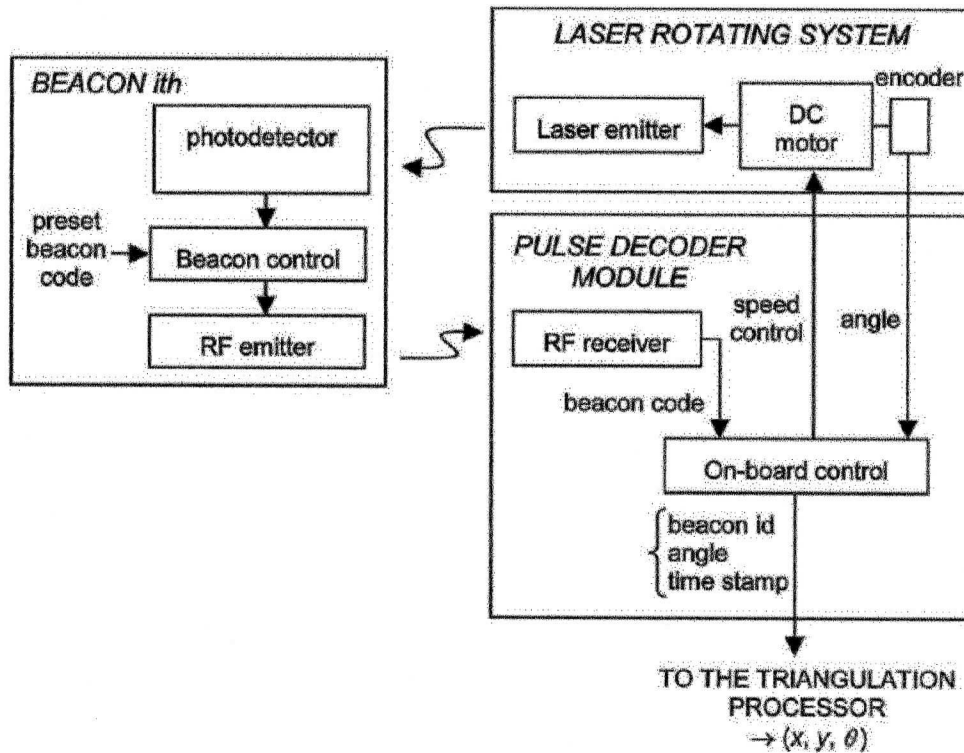 BEACON ith
photodetector
preset
beacon
code
Beacon control
RF emitter
LASER ROTATING SYSTEM
encoder
Laser emitter
DC
motor
PULSE DECODER
MODULE
RF receiver
speed
control
angle
beacon code
On-board control
beacon id
angle
time stamp
TO THE TRIANGULATION
PROCESSOR
→ (x, y, θ)